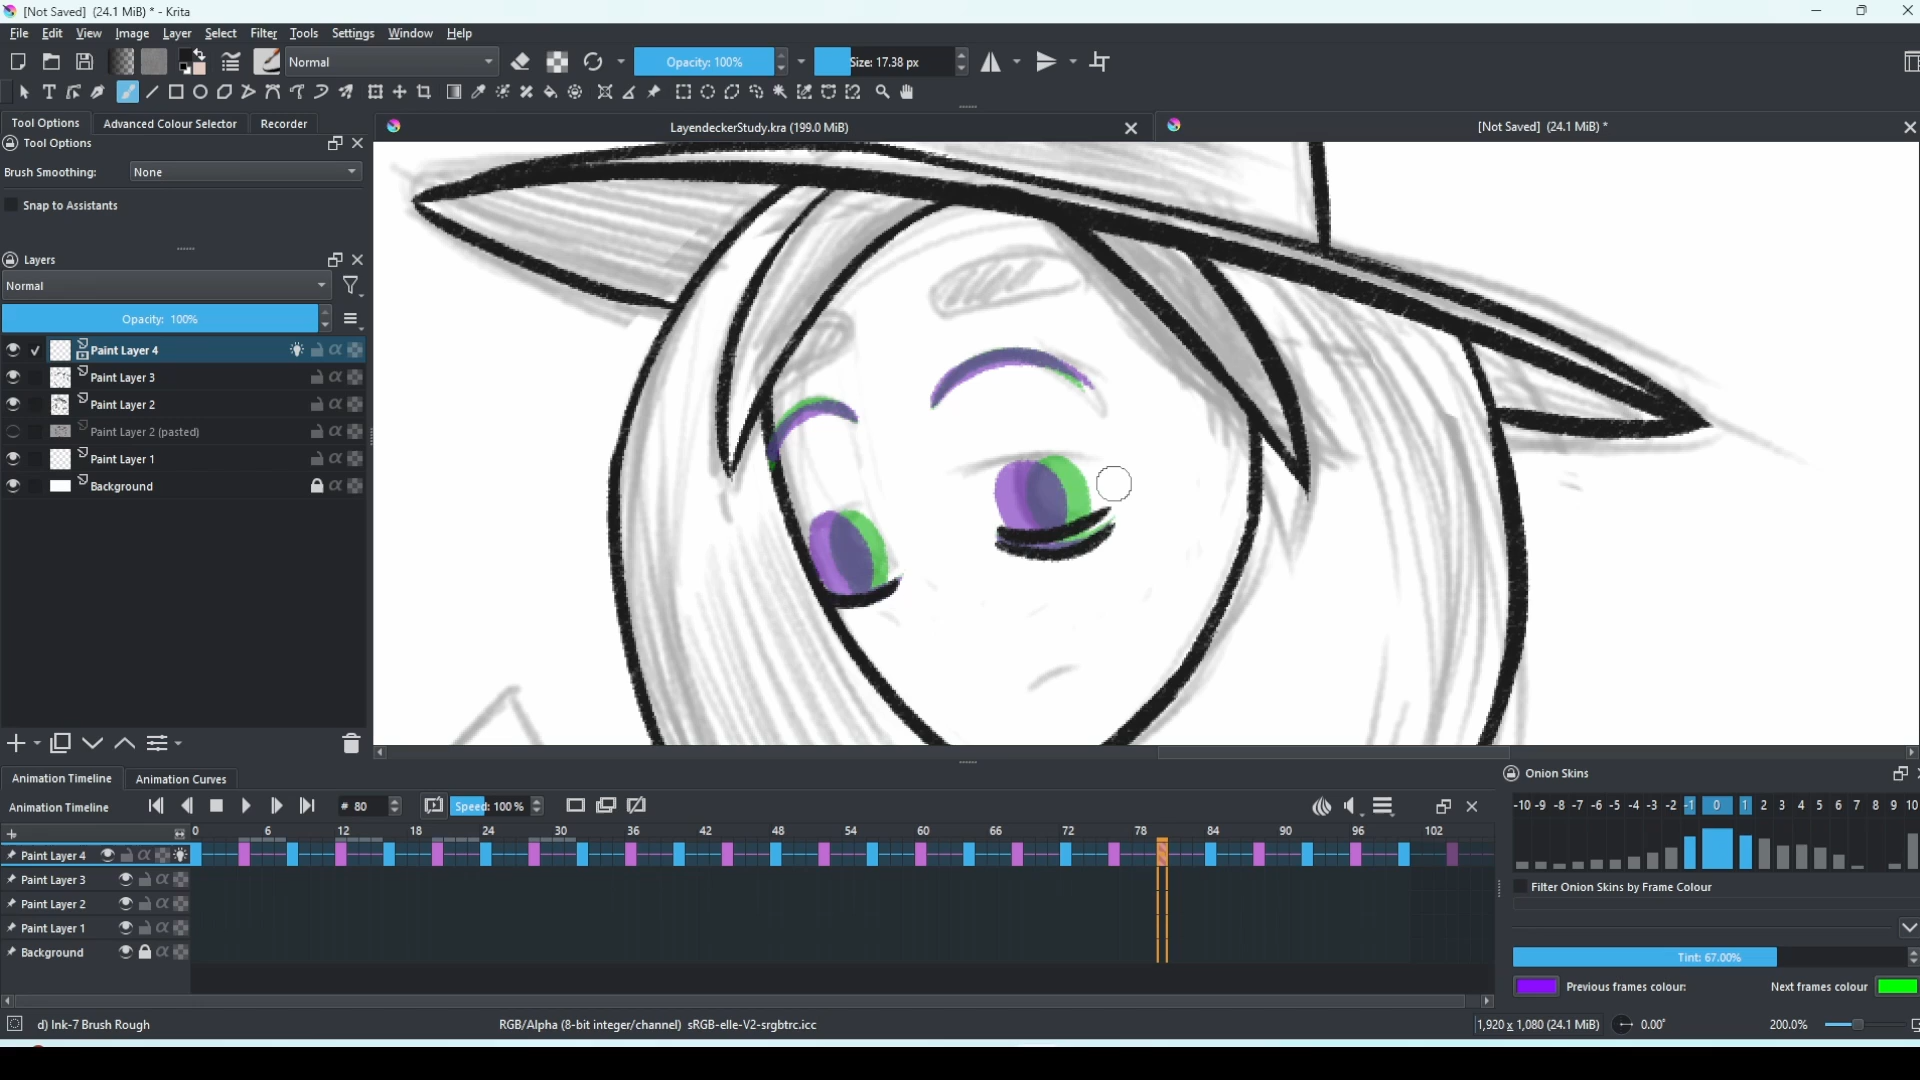 [Not Saved] (24.1 MiB) * - Krita
File Edit View Image Layer Select Filter Tools Settings Window Help
Normal Opacity: 100% Size: 17.38 px
Tool Options Advanced Colour Selector Recorder
LayendeckerStudy.kra (199.0 MiB)
[Not Saved] (24.1 MiB) *
Tool Options
Brush Smoothing: None
Snap to Assistants
Layers
Normal
Opacity: 100%
Paint Layer 4
Paint Layer 3
Paint Layer 2
Paint Layer 2 (pasted)
Paint Layer 1
Background
Animation Timeline Animation Curves
Animation Timeline # 80 Speed: 100 %
0 6 12 18 24 30 36 42 48 54 60 66 72 78 84 90 96 102
Paint Layer 4
Paint Layer 3
Paint Layer 2
Paint Layer 1
Background
Onion Skins
-10 -9 -8 -7 -6 -5 -4 -3 -2 -1 0 1 2 3 4 5 6 7 8 9 10
Filter Onion Skins by Frame Colour
Tint: 67.00%
Previous frames colour: Next frames colour
d) Ink-7 Brush Rough
RGB/Alpha (8-bit integer/channel) sRGB-elle-V2-srgbtrc.icc
1,920 x 1,080 (24.1 MiB) 0.00° 200.0%